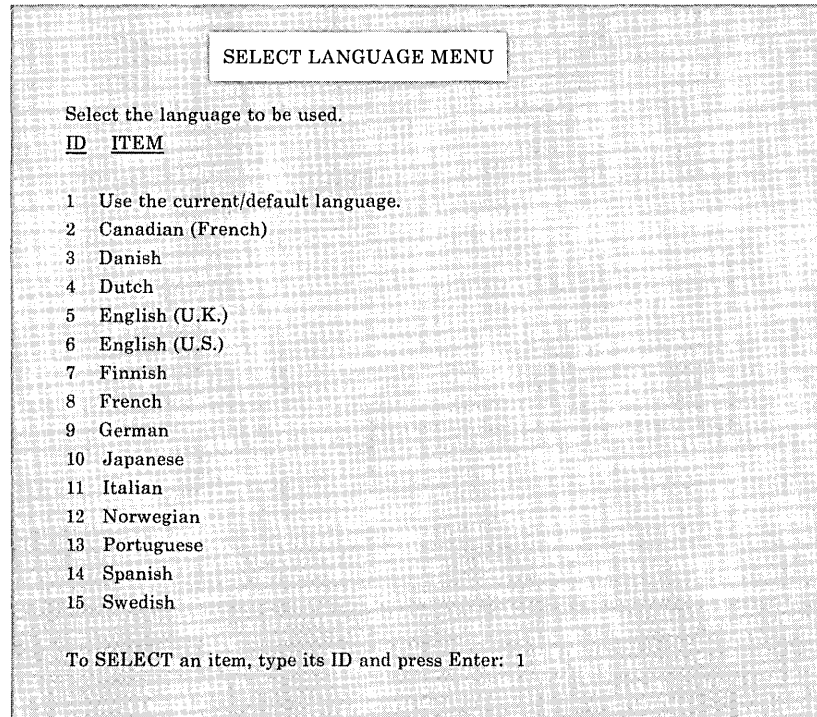 SELECT LANGUAGE MENU
Select the language to be used.
ID ITEM
1 Use the current/default language.
2 Canadian (French)
3 Danish
4 Dutch
5 English (U.K.)
6 English (U.S.)
7 Finnish
8 French
9 German
10 Japanese
11 Italian
12 Norwegian
13 Portuguese
14 Spanish
15 Swedish
To SELECT an item, type its ID and press Enter: 1